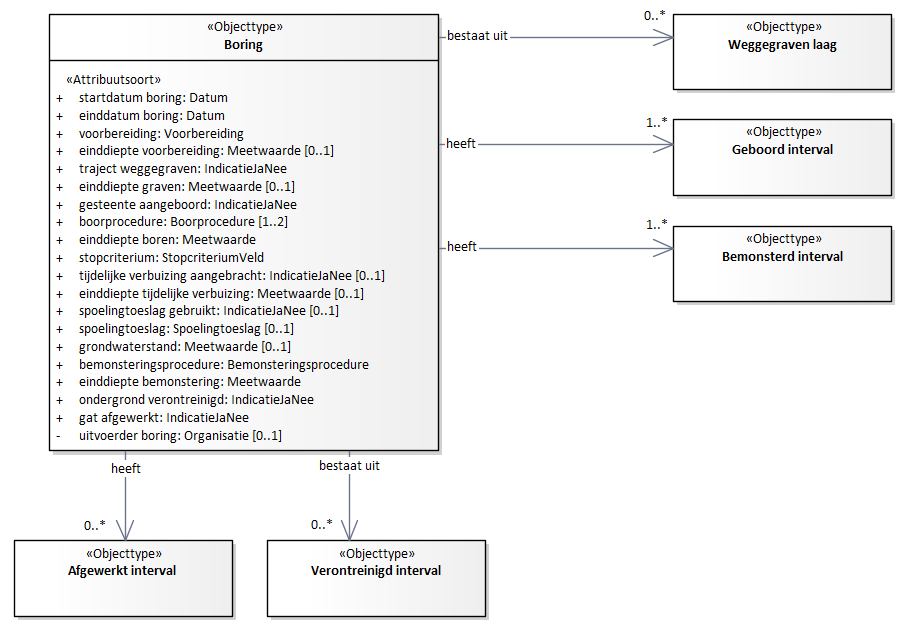 «Objecttype»
Boring
«Attribuutsoort»
+ startdatum boring: Datum
+ einddatum boring: Datum
+ voorbereiding: Voorbereiding
+ einddiepte voorbereiding: Meetwaarde [0..1]
+ traject weggegraven: IndicatieJaNee
+ einddiepte graven: Meetwaarde [0..1]
+ gesteente aangeboord: IndicatieJaNee
+ boorprocedure: Boorprocedure [1..2]
+ einddiepte boren: Meetwaarde
+ stopcriterium: StopcriteriumVeld
+ tijdelijke verbuizing aangebracht: IndicatieJaNee [0..1]
+ einddiepte tijdelijke verbuizing: Meetwaarde [0..1]
+ spoelingtoeslag gebruikt: IndicatieJaNee [0..1]
+ spoelingtoeslag: Spoelingtoeslag [0..1]
+ grondwaterstand: Meetwaarde [0..1]
+ bemonsteringsprocedure: Bemonsteringsprocedure
+ einddiepte bemonstering: Meetwaarde
+ ondergrond verontreinigd: IndicatieJaNee
+ gat afgewerkt: IndicatieJaNee
- uitvoerder boring: Organisatie [0..1]
bestaat uit
0..*
«Objecttype»
Weggegraven laag
heeft
1..*
«Objecttype»
Geboord interval
heeft
1..*
«Objecttype»
Bemonsterd interval
heeft
0..*
«Objecttype»
Afgewerkt interval
bestaat uit
0..*
«Objecttype»
Verontreinigd interval